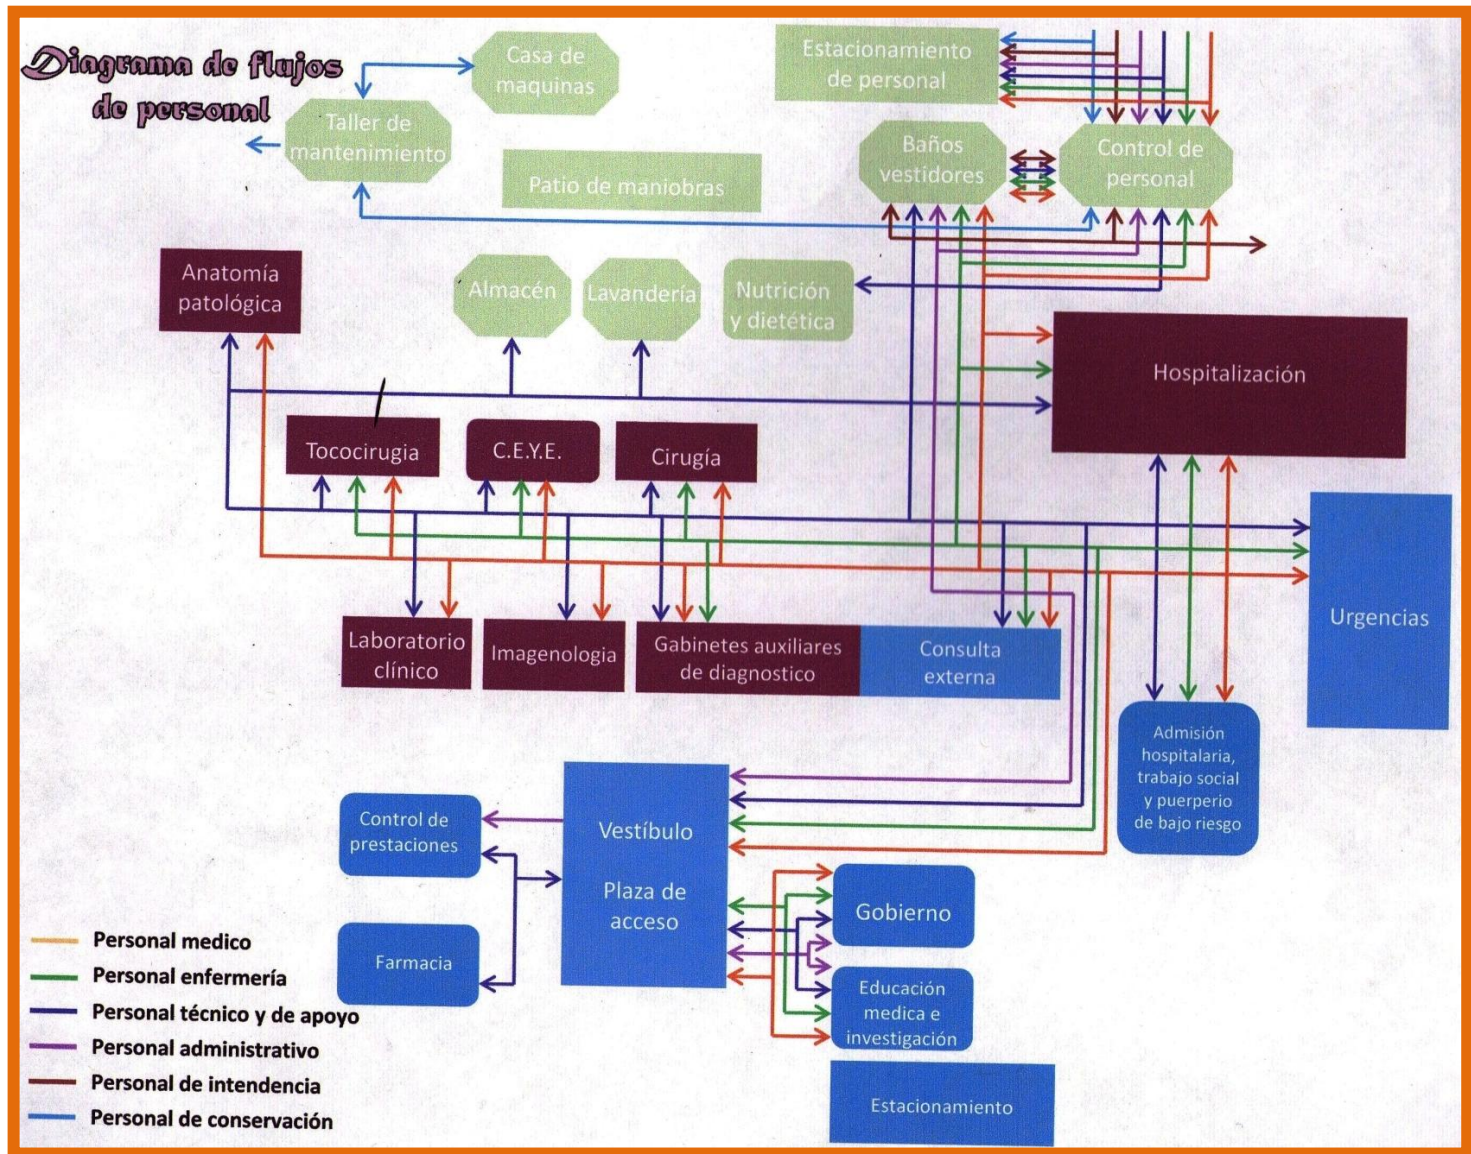 Diagrama de flujos
de personal
Casa de
maquinas
Estacionamiento
de personal
Taller de
mantenimiento
Patio de maniobras
Baños
vestidores
Control de
personal
Anatomía
patológica
Almacén
Lavandería
Nutrición
y dietética
Hospitalización
Tococirugia
C.E.Y.E.
Cirugía
Urgencias
Laboratorio
clínico
Imagenologia
Gabinetes auxiliares
de diagnostico
Consulta
externa
Admisión
hospitalaria,
trabajo social
y puerperio
de bajo riesgo
Control de
prestaciones
Vestíbulo
Plaza de
acceso
Gobierno
Farmacia
Educación
medica e
investigación
Estacionamiento
Personal medico
Personal enfermería
Personal técnico y de apoyo
Personal administrativo
Personal de intendencia
Personal de conservación